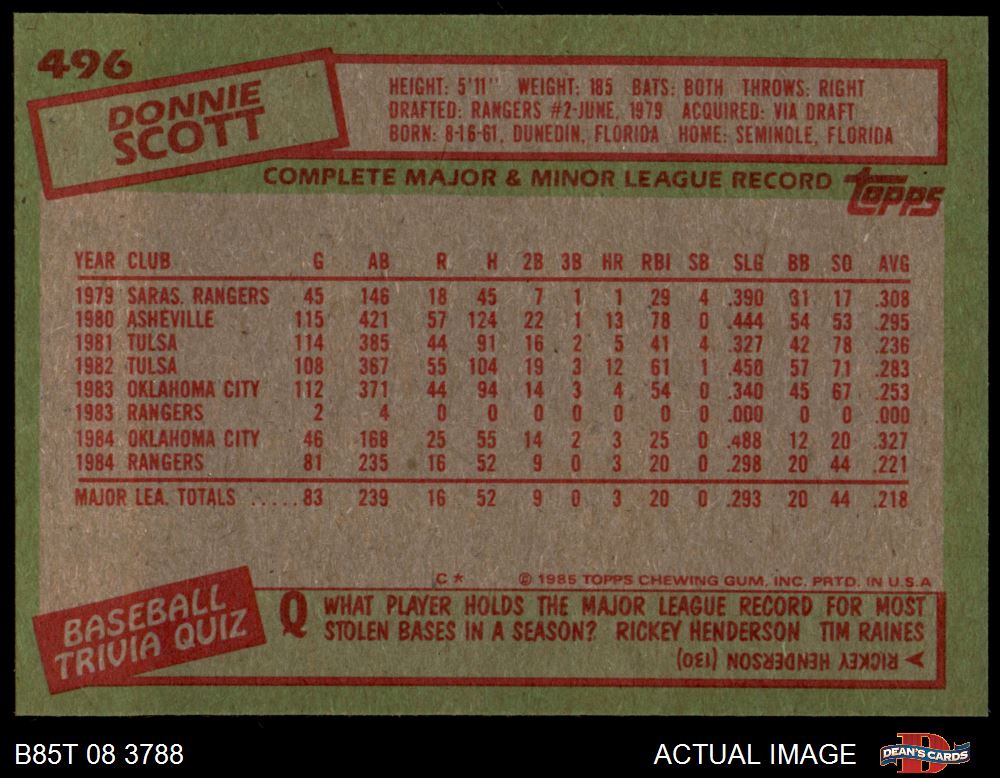 496
DONNIE
SCOTT
HEIGHT: 5'11" WEIGHT: 185 BATS: BOTH THROWS: RIGHT
DRAFTED: RANGERS #2-JUNE, 1979 ACQUIRED: VIA DRAFT
BORN: 8-16-61, DUNEDIN, FLORIDA HOME: SEMINOLE, FLORIDA
COMPLETE MAJOR & MINOR LEAGUE RECORD topps
YEAR CLUB G AB R H 2B 3B HR RBI SB SLG BB SO AVG
1979 SARAS. RANGERS 45 146 18 45 7 1 1 29 4 .390 31 17 .308
1980 ASHEVILLE 115 421 57 124 22 1 13 78 0 .444 54 53 .295
1981 TULSA 114 385 44 91 16 2 5 41 4 .327 42 78 .236
1982 TULSA 108 367 55 104 19 3 12 61 1 .450 57 71 .283
1983 OKLAHOMA CITY 112 371 44 94 14 3 4 54 0 .340 45 67 .253
1983 RANGERS 2 4 0 0 0 0 0 0 0 .000 0 0 .000
1984 OKLAHOMA CITY 46 168 25 55 14 2 3 25 0 .488 12 20 .327
1984 RANGERS 81 235 16 52 9 0 3 20 0 .298 20 44 .221
MAJOR LEA. TOTALS ..... 83 239 16 52 9 0 3 20 0 .293 20 44 .218
C* © 1985 TOPPS CHEWING GUM, INC. PRTD. IN U.S.A
BASEBALL
TRIVIA QUIZ
Q WHAT PLAYER HOLDS THE MAJOR LEAGUE RECORD FOR MOST
STOLEN BASES IN A SEASON? RICKEY HENDERSON TIM RAINES
RICKEY HENDERSON (130)
B85T 08 3788 ACTUAL IMAGE D DEAN'S CARDS